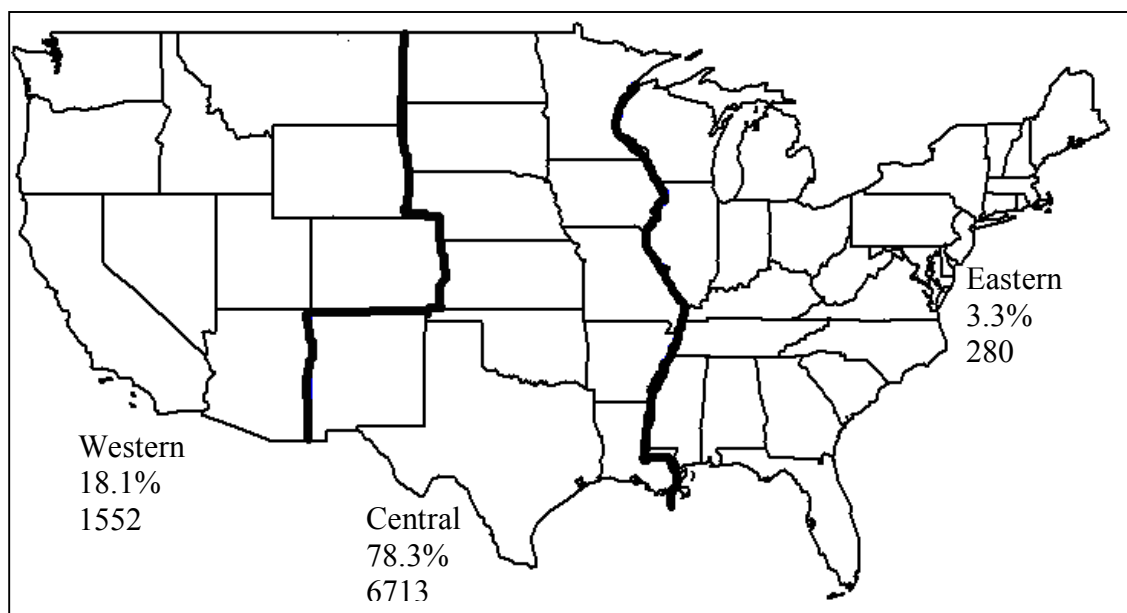 Eastern
3.3%
280
Western
18.1%
1552
Central
78.3%
6713